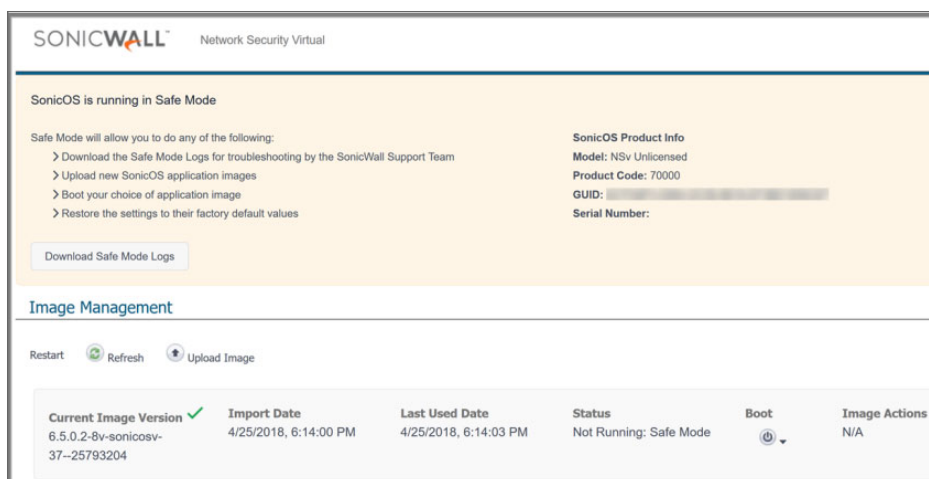 SONICWALL Network Security Virtual
SonicOS is running in Safe Mode
Safe Mode will allow you to do any of the following:
Download the Safe Mode Logs for troubleshooting by the SonicWall Support Team
Upload new SonicOS application images
Boot your choice of application image
Restore the settings to their factory default values
SonicOS Product Info
Model: NSv Unlicensed
Product Code: 70000
GUID:
Serial Number:
Download Safe Mode Logs
Image Management
Restart Refresh Upload Image
Current Image Version Import Date Last Used Date Status Boot Image Actions
6.5.0.2-8v-sonicosv- 4/25/2018, 6:14:00 PM 4/25/2018, 6:14:03 PM Not Running: Safe Mode N/A
37--25793204